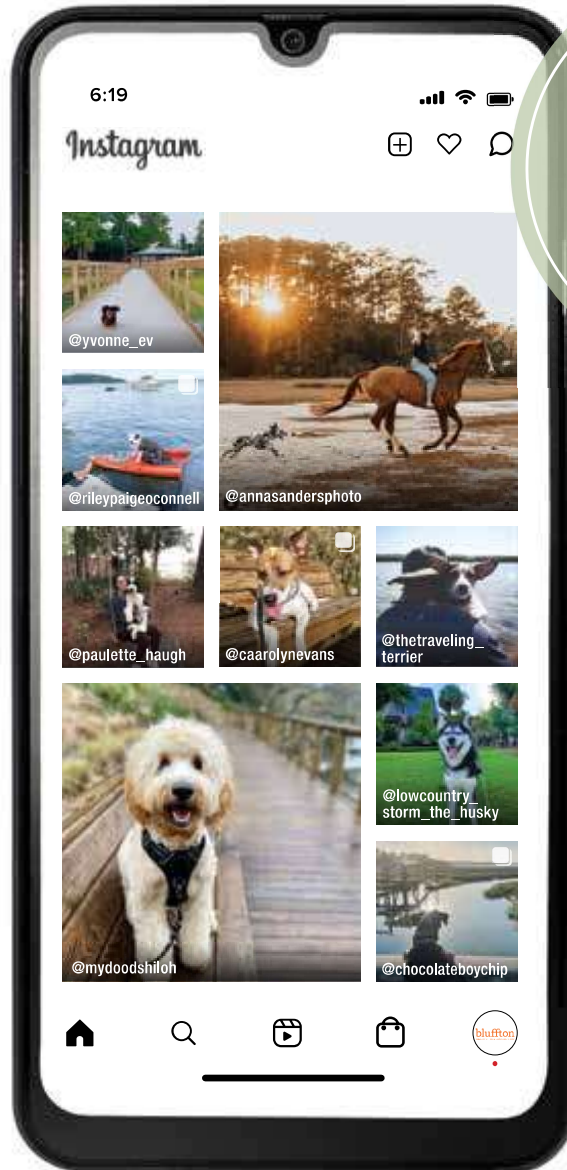 6:19
Instagram
@yvonne_ev
@rileypaigeoconnell
@annasandersphoto
@paulette_haugh
@caarolynevans
@thetraveling_
terrier
@mydoodshiloh
@lowcountry_
storm_the_husky
@chocolateboychip
bluffton